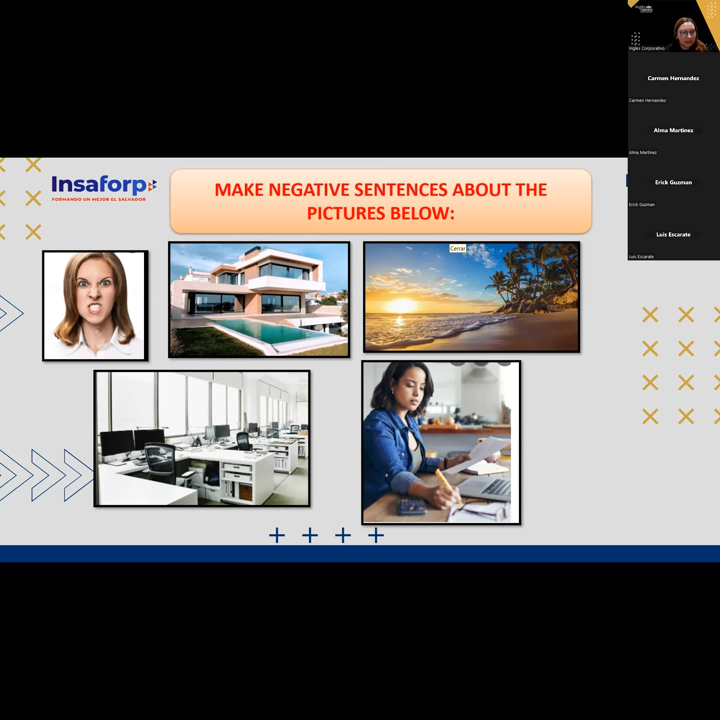 Insaforp
FORMANDO UN MEJOR EL SALVADOR
MAKE NEGATIVE SENTENCES ABOUT THE
PICTURES BELOW:
Cerrar
Ingles Corporativo
Carmen Hernandez
Carmen Hernandez
Alma Martinez
Alma Martinez
Erick Guzman
Erick Guzman
Luis Escarate
Luis Escarate